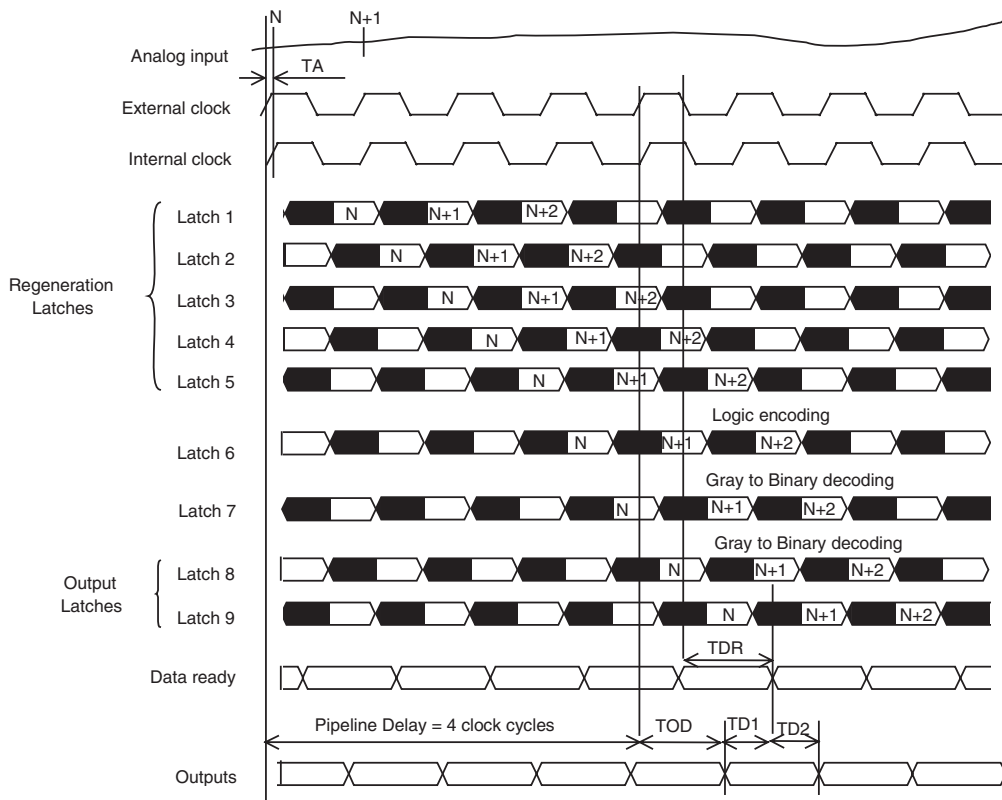 N
N+1
Analog input
TA
External clock
Internal clock
Latch 1 N N+1 N+2
Latch 2 N N+1 N+2
Regeneration
Latches
Latch 3 N N+1 N+2
Latch 4 N N+1 N+2
Latch 5 N N+1 N+2
Logic encoding
Latch 6 N N+1 N+2
Gray to Binary decoding
Latch 7 N N+1 N+2
Gray to Binary decoding
Output
Latches
Latch 8 N N+1 N+2
Latch 9 N N+1 N+2
TDR
Data ready
Pipeline Delay = 4 clock cycles TOD TD1 TD2
Outputs